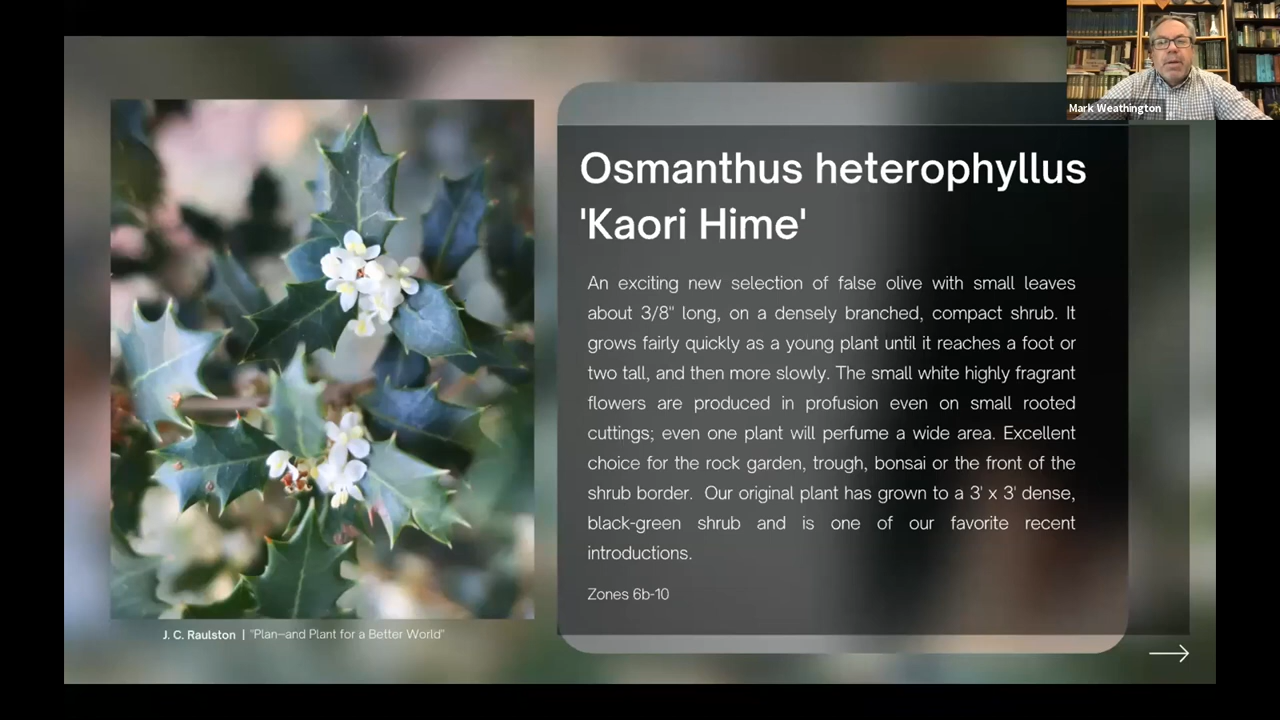 Mark Weathington
Osmanthus heterophyllus
'Kaori Hime'
An exciting new selection of false olive with small leaves
about 3/8" long, on a densely branched, compact shrub. It
grows fairly quickly as a young plant until it reaches a foot or
two tall, and then more slowly. The small white highly fragrant
flowers are produced in profusion even on small rooted
cuttings; even one plant will perfume a wide area. Excellent
choice for the rock garden, trough, bonsai or the front of the
shrub border.  Our original plant has grown to a 3' x 3' dense,
black-green shrub and is one of our favorite recent
introductions.
Zones 6b-10
J. C. Raulston | "Plan—and Plant for a Better World"